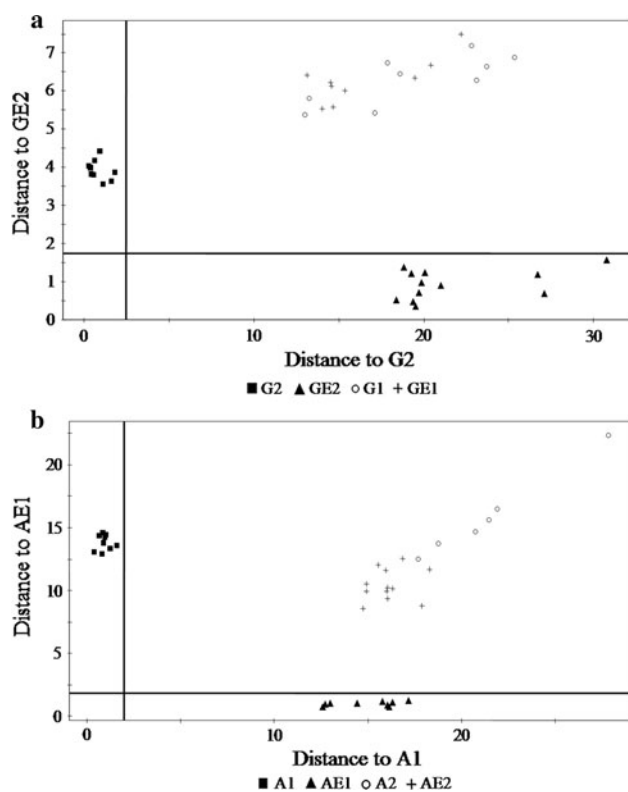 a
Distance to GE2
7
6
5
4
3
2
1
0
0 10 20 30
Distance to G2
■ G2 ▲ GE2 ○ G1 + GE1
b
Distance to AE1
20
15
10
5
0
0 10 20
Distance to A1
■ A1 ▲ AE1 ○ A2 + AE2